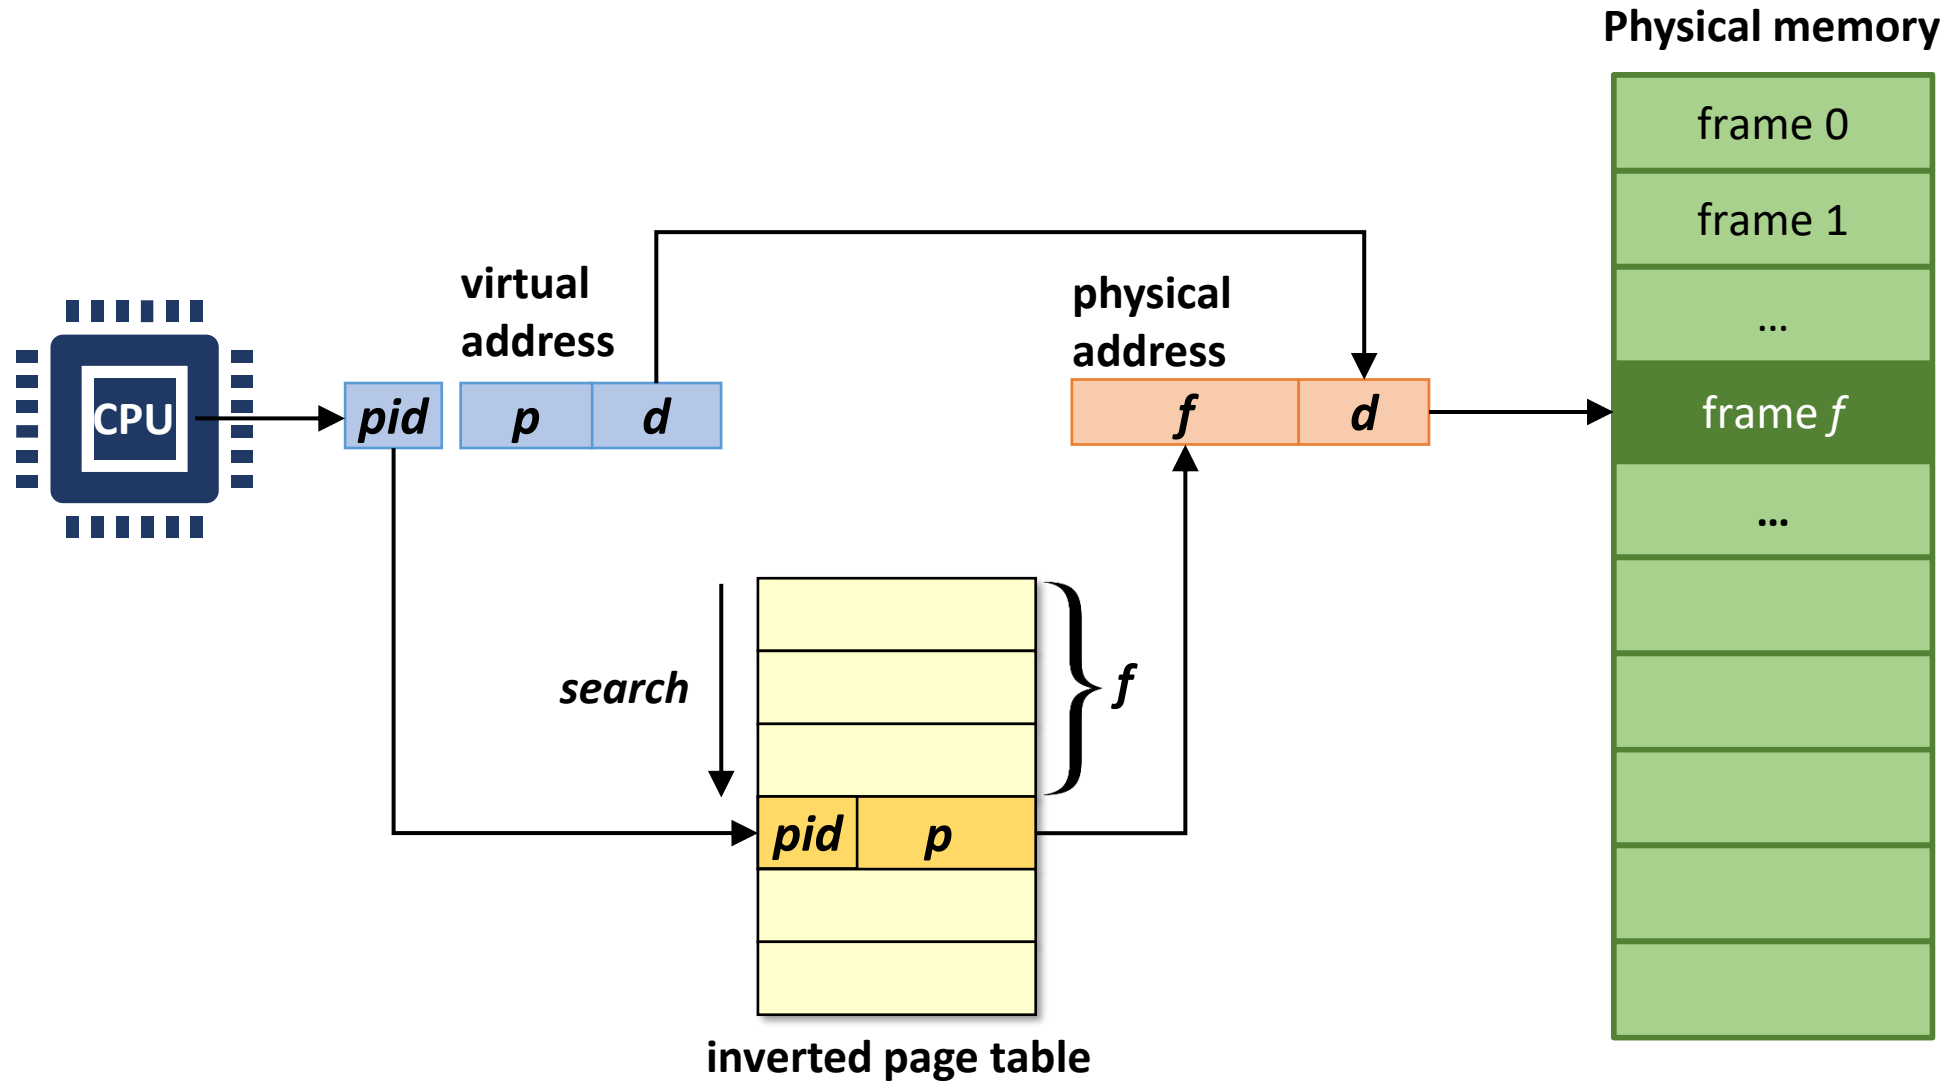 Physical memory
frame 0
frame 1
...
frame f
...
virtual
address
physical
address
CPU
pid p d
f d
search
f
pid p
inverted page table